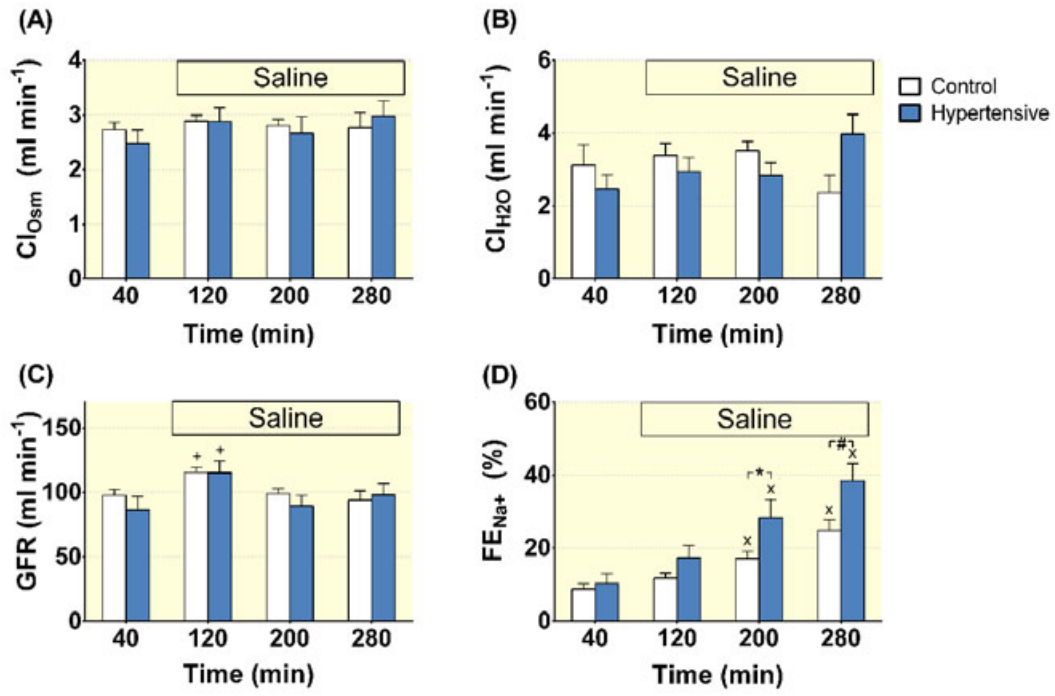 (A)
Cl_Osm (ml min⁻¹)
4
3
2
1
0
Saline
40 120 200 280
Time (min)
(B)
Cl_H2O (ml min⁻¹)
6
4
2
0
Saline
40 120 200 280
Time (min)
Control
Hypertensive
(C)
GFR (ml min⁻¹)
150
100
50
0
Saline
+ +
40 120 200 280
Time (min)
(D)
FE_Na+ (%)
60
40
20
0
Saline
#
x
*
x
x
x
40 120 200 280
Time (min)